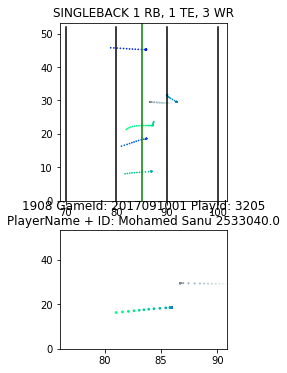 SINGLEBACK 1 RB, 1 TE, 3 WR
50
40
30
20
10
0
70 80 90 100
1908 GameId: 2017091001 PlayId: 3205
PlayerName + ID: Mohamed Sanu 2533040.0
40
20
0
80 85 90